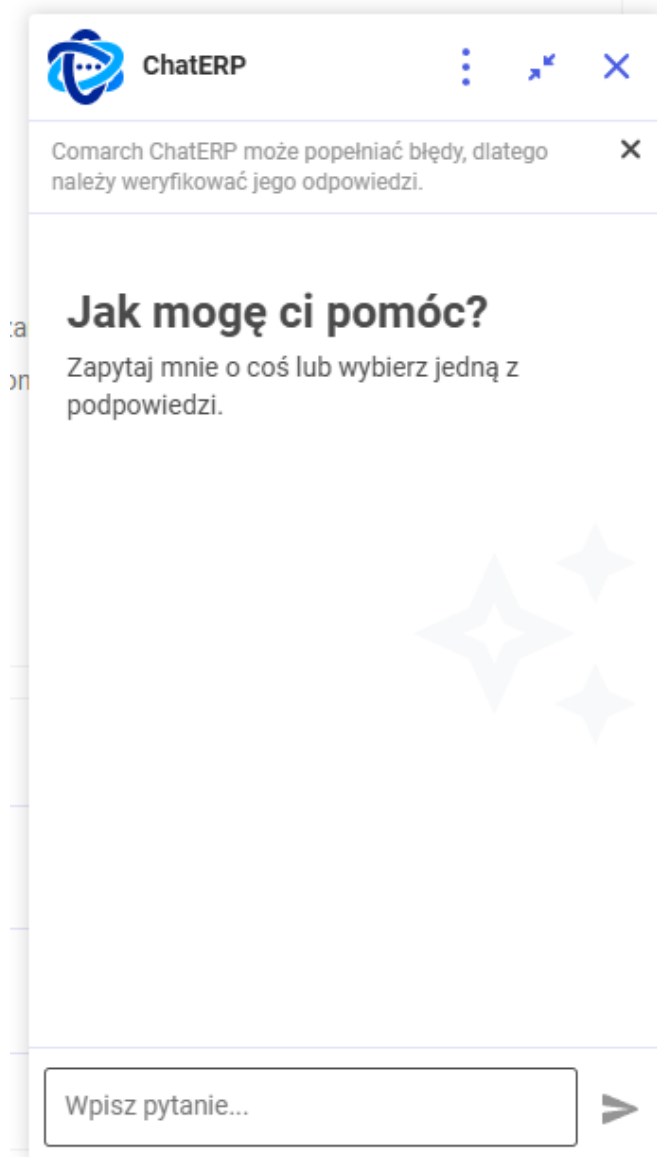 ChatERP
Comarch ChatERP może popełniać błędy, dlatego
należy weryfikować jego odpowiedzi.
Jak mogę ci pomóc?
Zapytaj mnie o coś lub wybierz jedną z
podpowiedzi.
Wpisz pytanie...